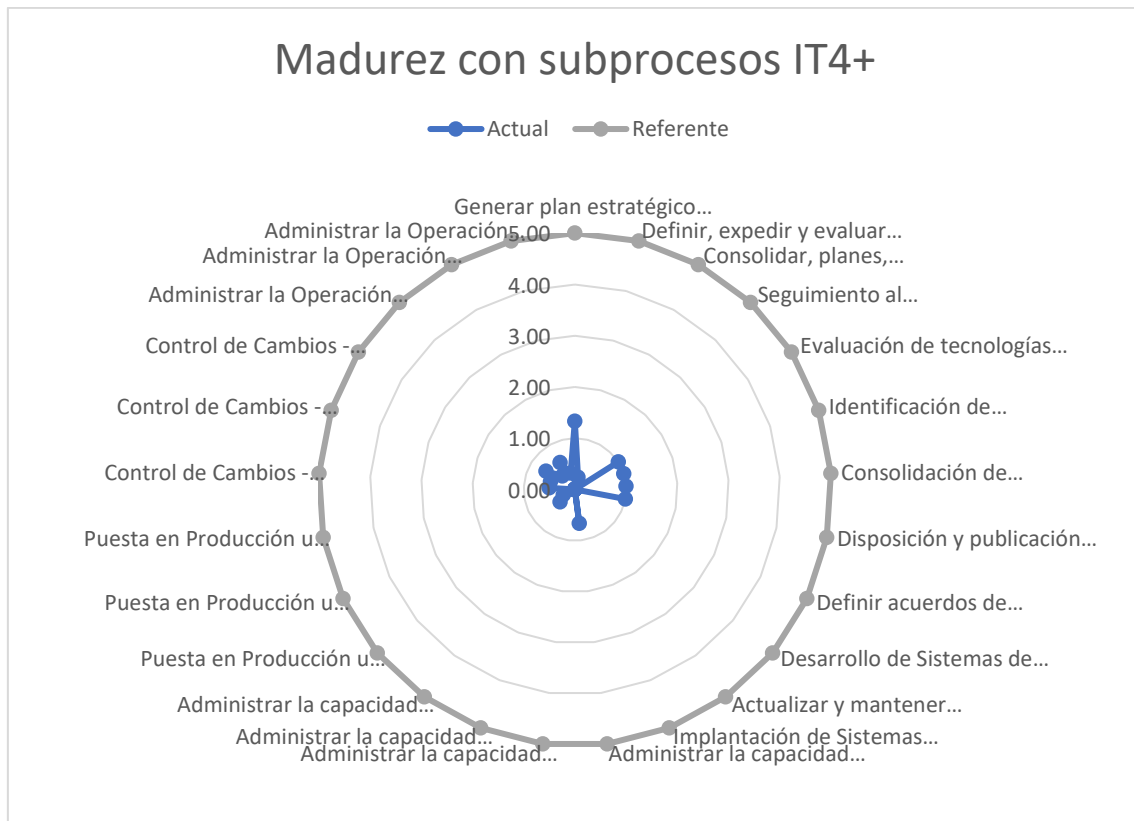 Madurez con subprocesos IT4+
Actual
Referente
Generar plan estratégico...
Definir, expedir y evaluar...
Consolidar, planes,...
Seguimiento al...
Evaluación de tecnologías...
Identificación de...
Consolidación de...
Disposición y publicación...
Definir acuerdos de...
Desarrollo de Sistemas de...
Actualizar y mantener...
Implantación de Sistemas...
Administrar la capacidad...
Administrar la capacidad...
Administrar la capacidad...
Administrar la capacidad...
Puesta en Producción u...
Puesta en Producción u...
Puesta en Producción u...
Control de Cambios -...
Control de Cambios -...
Control de Cambios -...
Administrar la Operación...
Administrar la Operación...
Administrar la Operación...
5.00
4.00
3.00
2.00
1.00
0.00